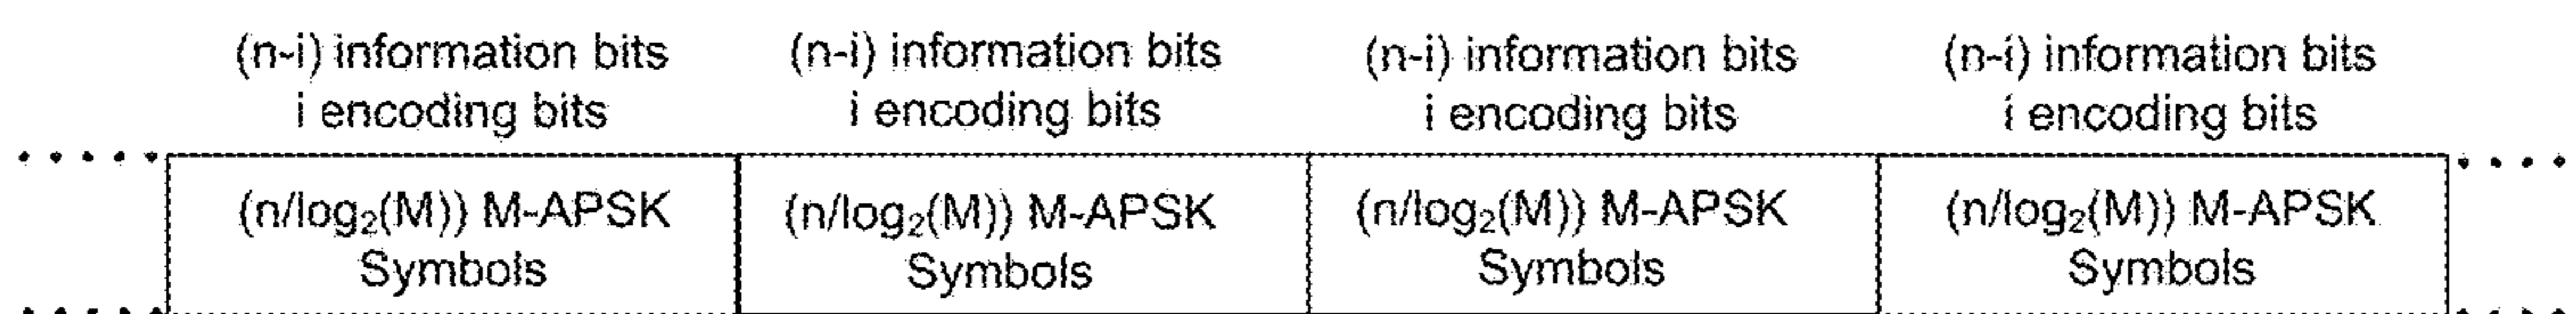 (n-i) information bits (n-i) information bits (n-i) information bits (n-i) information bits
i encoding bits i encoding bits i encoding bits i encoding bits
(n/log₂(M)) M-APSK (n/log₂(M)) M-APSK (n/log₂(M)) M-APSK (n/log₂(M)) M-APSK
Symbols Symbols Symbols Symbols